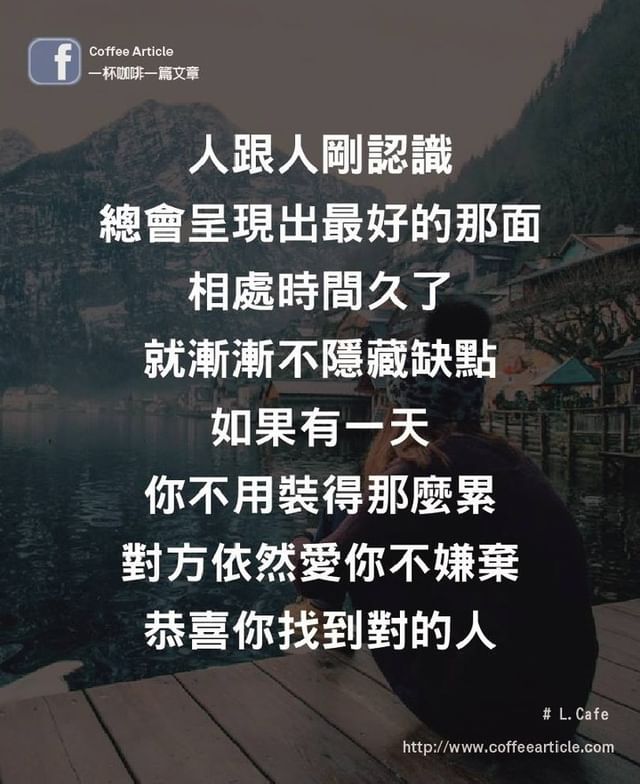 f
Coffee Article
一杯咖啡一篇文章
人跟人剛認識
總會呈現出最好的那面
相處時間久了
就漸漸不隱藏缺點
如果有一天
你不用裝得那麼累
對方依然愛你不嫌棄
恭喜你找到對的人
# L.Cafe
http://www.coffeearticle.com